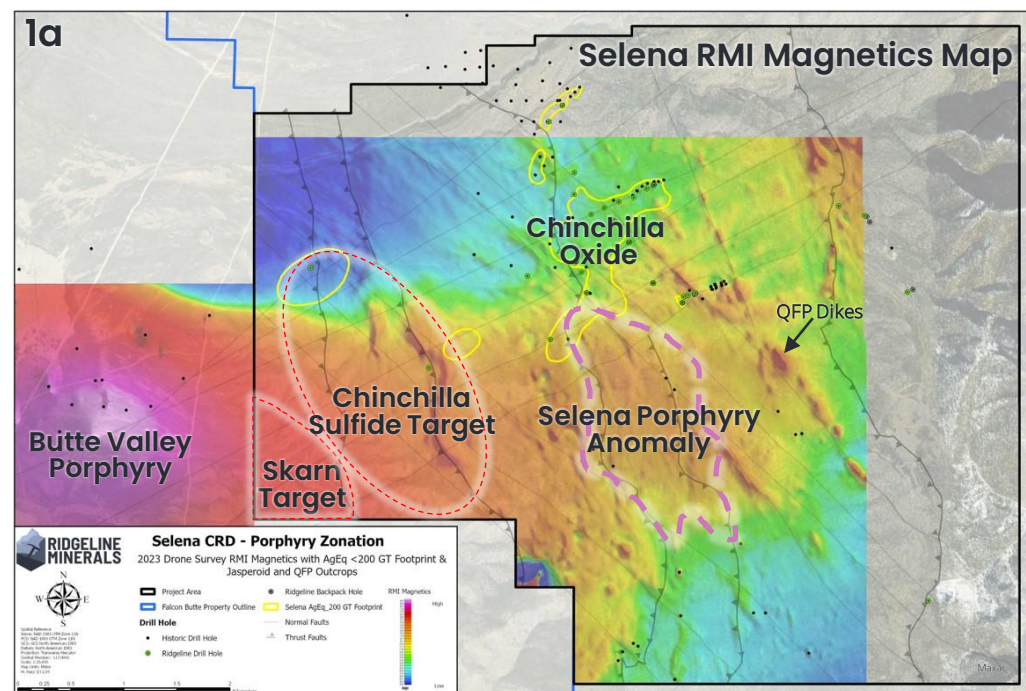 1a
Selena RMI Magnetics Map
Chinchilla
Oxide
QFP Dikes
Chinchilla
Sulfide Target
Selena Porphyry
Anomaly
Butte Valley
Porphyry
Skarn
Target
RIDGELINE
MINERALS
Selena CRD - Porphyry Zonation
2023 Drone Survey RMI Magnetics with AgEq <200 GT Footprint &
Jasperoid and QFP Outcrops
N
W
E
S
Project Area
Falcon Butte Property Outline
Drill Hole
Historic Drill Hole
Ridgeline Drill Hole
Ridgeline Backpack Hole
Selena AgEq_200 GT Footprint
Normal Faults
Thrust Faults
RMI Magnetics
High
Low
0 0.25 0.5 1 1.5 2
Maxar